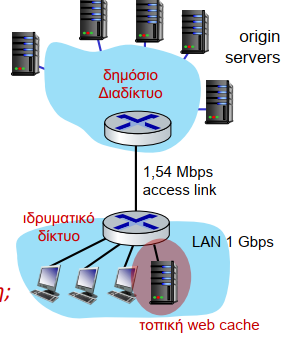 origin
servers
δημόσιο
Διαδίκτυο
1,54 Mbps
access link
ιδρυματικό
δίκτυο
LAN 1 Gbps
τοπική web cache